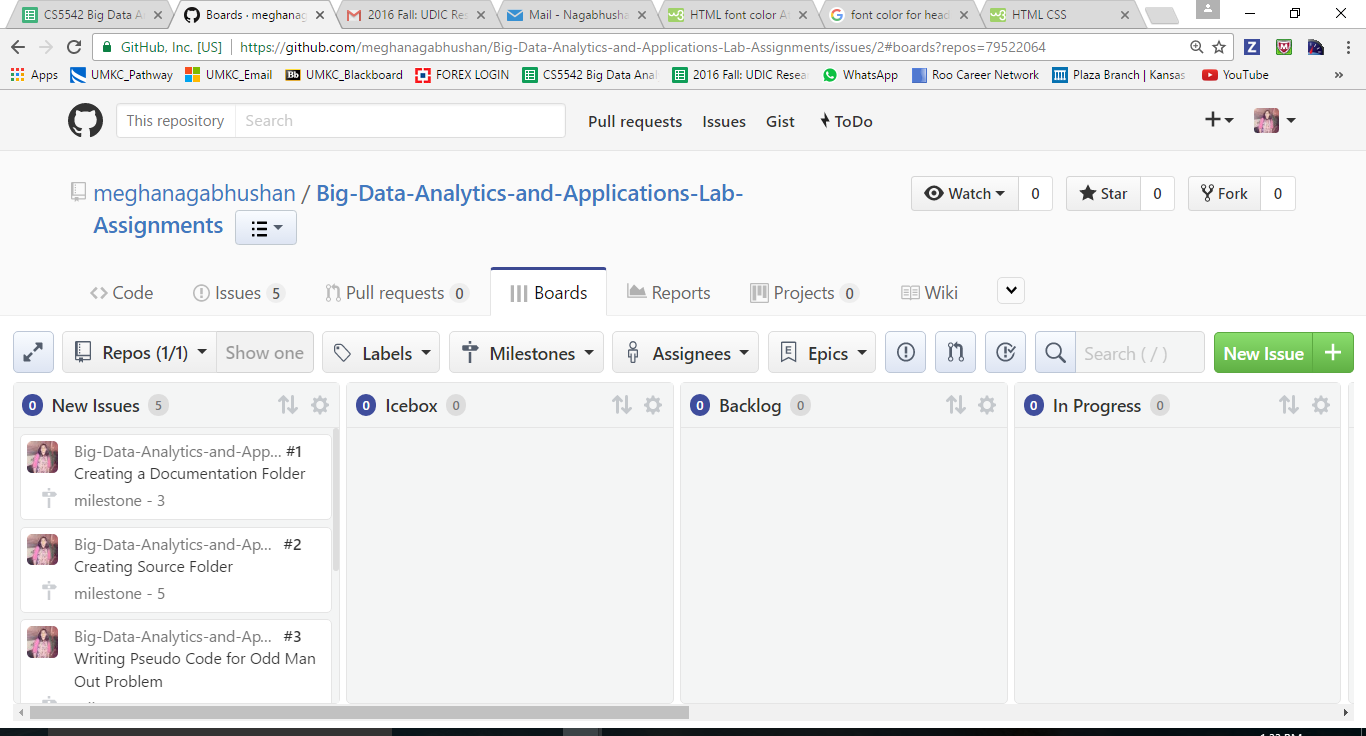 CS5542 Big Data A
Boards · meghanag
2016 Fall: UDIC Res
Mail - Nagabhusha
HTML font color A
font color for head
HTML CSS
GitHub, Inc. [US]
https://github.com/meghanagabhushan/Big-Data-Analytics-and-Applications-Lab-Assignments/issues/2#boards?repos=79522064
Apps UMKC_Pathway UMKC_Email Bb UMKC_Blackboard FOREX LOGIN CS5542 Big Data Anal 2016 Fall: UDIC Resea WhatsApp Roo Career Network Plaza Branch | Kansas YouTube »
This repository Search Pull requests Issues Gist ToDo
meghanagabhushan / Big-Data-Analytics-and-Applications-Lab-
Assignments
Watch 0 Star 0 Fork 0
Code Issues 5 Pull requests 0 Boards Reports Projects 0 Wiki
Repos (1/1) Show one Labels Milestones Assignees Epics Search ( / ) New Issue +
0 New Issues 5
Big-Data-Analytics-and-App... #1
Creating a Documentation Folder
milestone - 3
Big-Data-Analytics-and-Ap... #2
Creating Source Folder
milestone - 5
Big-Data-Analytics-and-Ap... #3
Writing Pseudo Code for Odd Man
Out Problem
0 Icebox 0
0 Backlog 0
0 In Progress 0